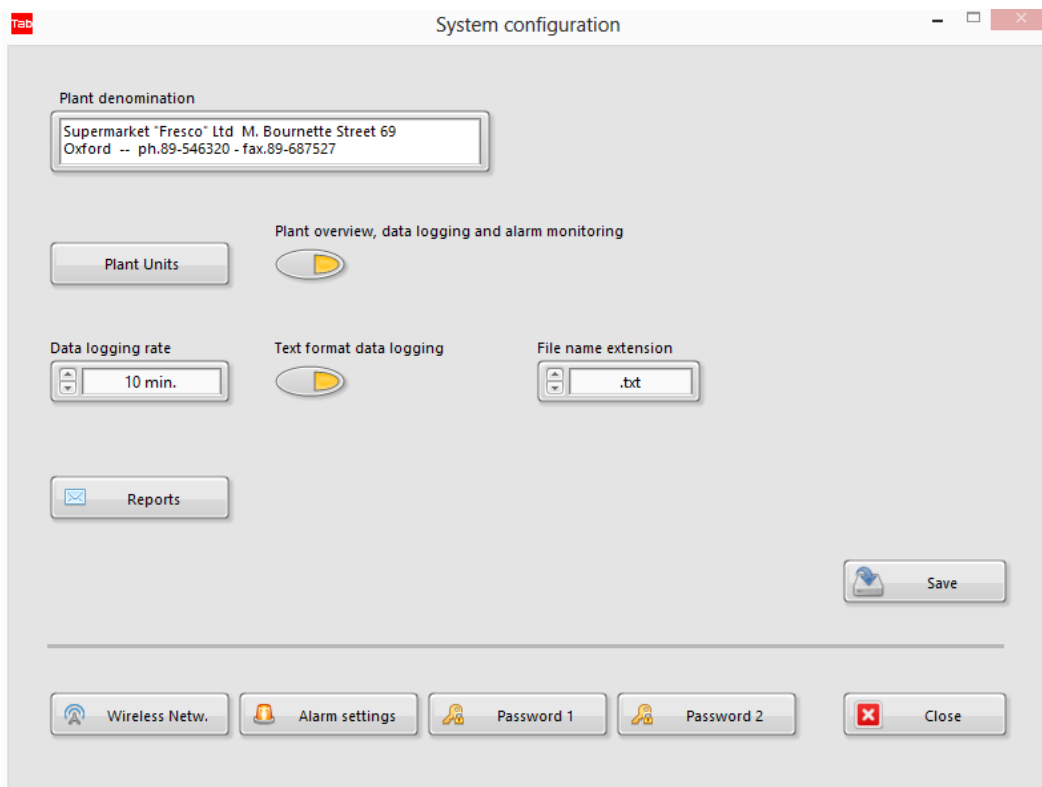 Tab
System configuration
Plant denomination
Supermarket "Fresco" Ltd  M. Bournette Street 69
Oxford  --  ph.89-546320 - fax.89-687527
Plant overview, data logging and alarm monitoring
Plant Units
Data logging rate
Text format data logging
File name extension
10 min.
.txt
Reports
Save
Wireless Netw.
Alarm settings
Password 1
Password 2
Close